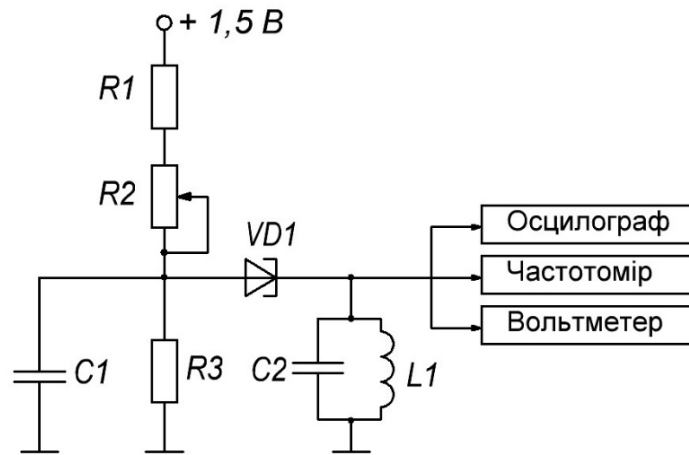 + 1,5 В
R1
R2
VD1
Осцилограф
Частотомір
Вольтметер
C1
R3
C2
L1